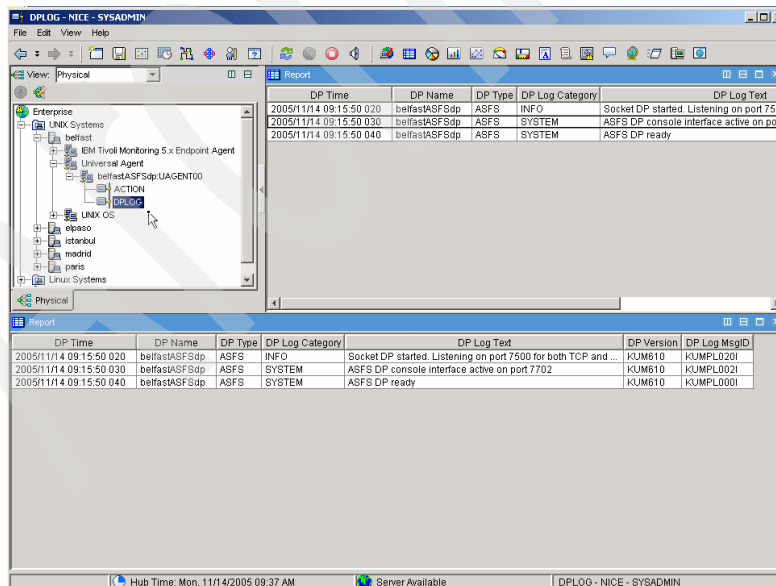 DPLOG - NICE - SYSADMIN
File Edit View Help
View: Physical
Enterprise
UNIX Systems
belfast
IBM Tivoli Monitoring 5.x Endpoint Agent
Universal Agent
belfastASFSdp:UAGENT00
ACTION
DPLOG
UNIX OS
elpaso
istanbul
madrid
paris
Linux Systems
Physical
Report
DP Time DP Name DP Type DP Log Category DP Log Text
2005/11/14 09:15:50 020 belfastASFSdp ASFS INFO Socket DP started. Listening on port 75
2005/11/14 09:15:50 030 belfastASFSdp ASFS SYSTEM ASFS DP console interface active on po
2005/11/14 09:15:50 040 belfastASFSdp ASFS SYSTEM ASFS DP ready
Report
DP Time DP Name DP Type DP Log Category DP Log Text DP Version DP Log MsgID
2005/11/14 09:15:50 020 belfastASFSdp ASFS INFO Socket DP started. Listening on port 7500 for both TCP and ... KUM610 KUMPL020I
2005/11/14 09:15:50 030 belfastASFSdp ASFS SYSTEM ASFS DP console interface active on port 7702 KUM610 KUMPL002I
2005/11/14 09:15:50 040 belfastASFSdp ASFS SYSTEM ASFS DP ready KUM610 KUMPL000I
Hub Time: Mon, 11/14/2005 09:37 AM Server Available DPLOG - NICE - SYSADMIN